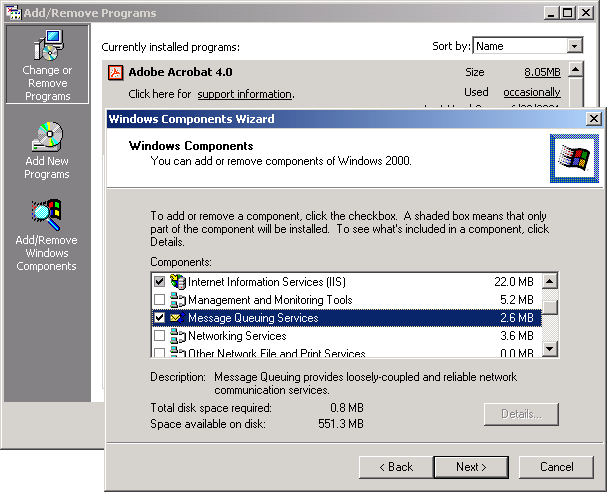 Add/Remove Programs
Change or
Remove
Programs
Add New
Programs
Add/Remove
Windows
Components
Currently installed programs:
Sort by: Name
Adobe Acrobat 4.0
Size 8.05MB
Click here for support information.
Used occasionally
Windows Components Wizard
Windows Components
You can add or remove components of Windows 2000.
To add or remove a component, click the checkbox. A shaded box means that only
part of the component will be installed. To see what's included in a component, click
Details.
Components:
Internet Information Services (IIS) 22.0 MB
Management and Monitoring Tools 5.2 MB
Message Queuing Services 2.6 MB
Networking Services 3.6 MB
Other Network File and Print Services 0.0 MB
Description: Message Queuing provides loosely-coupled and reliable network
communication services.
Total disk space required: 0.8 MB
Space available on disk: 551.3 MB
Details...
< Back
Next >
Cancel